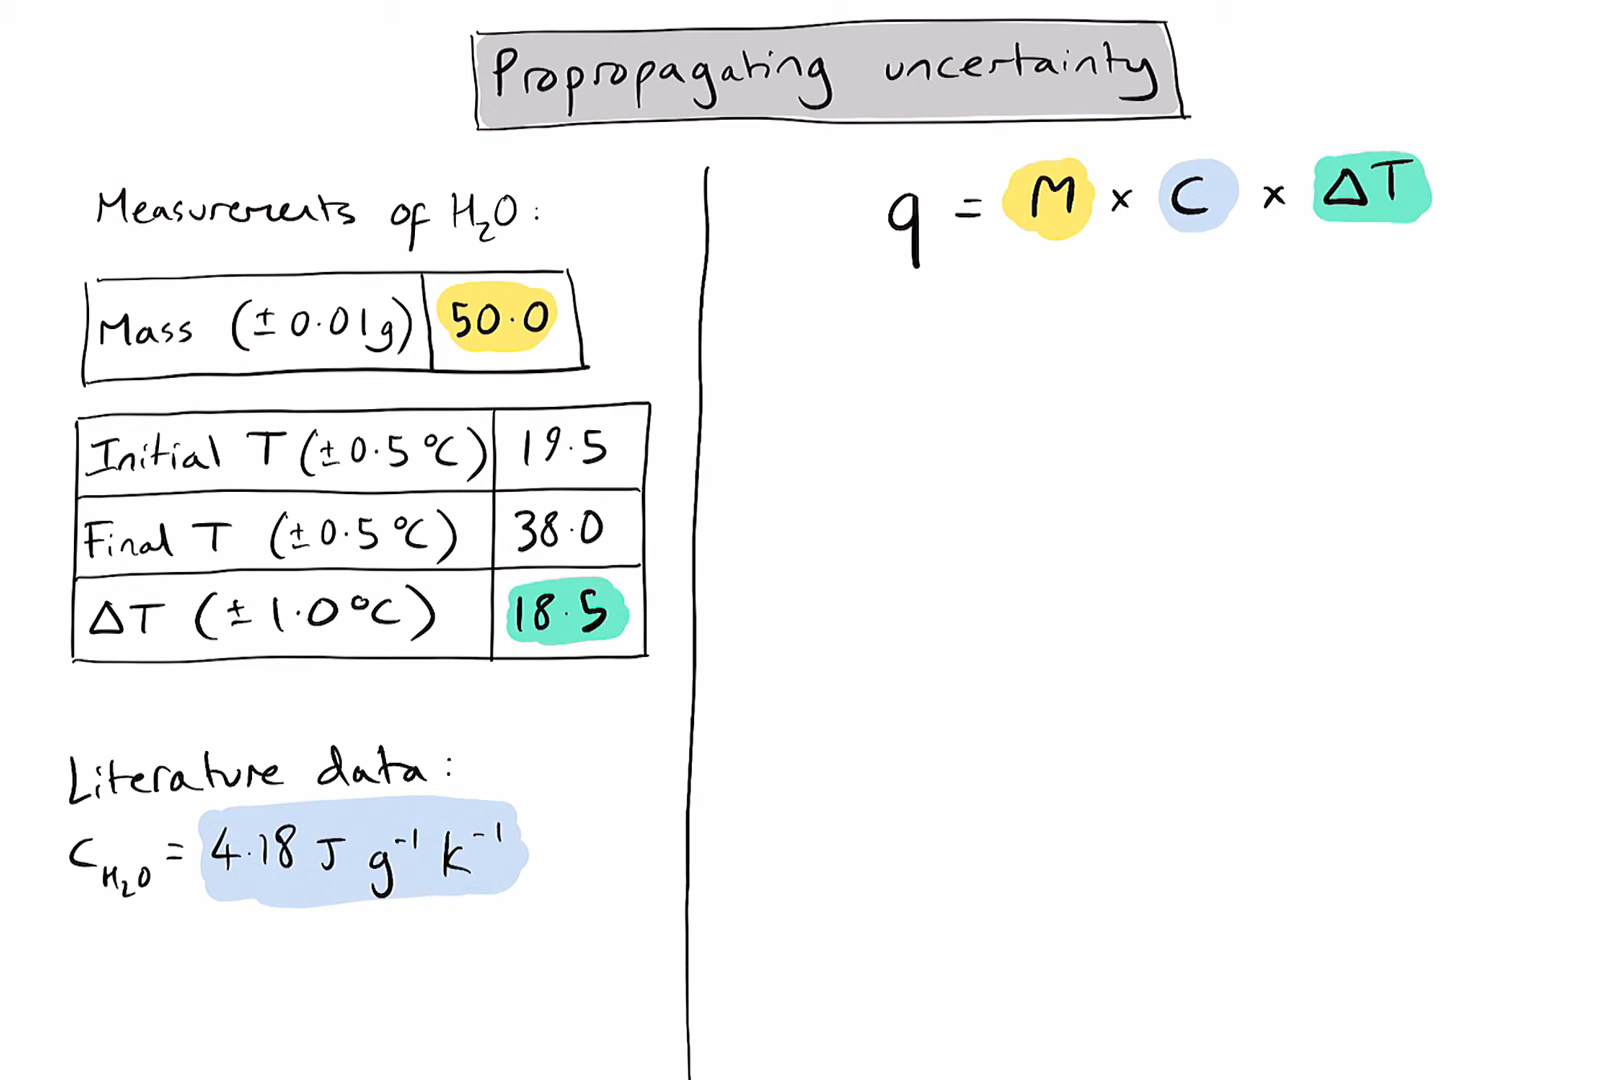 Propropagating uncertainty
Measurements of H₂O:
Mass (± 0.01g) 50.0
Initial T (± 0.5 °C) 19.5
Final T (± 0.5 °C) 38.0
ΔT (± 1.0 °C) 18.5
Literature data:
C_H₂O = 4.18 J g⁻¹ K⁻¹
q = M × C × ΔT